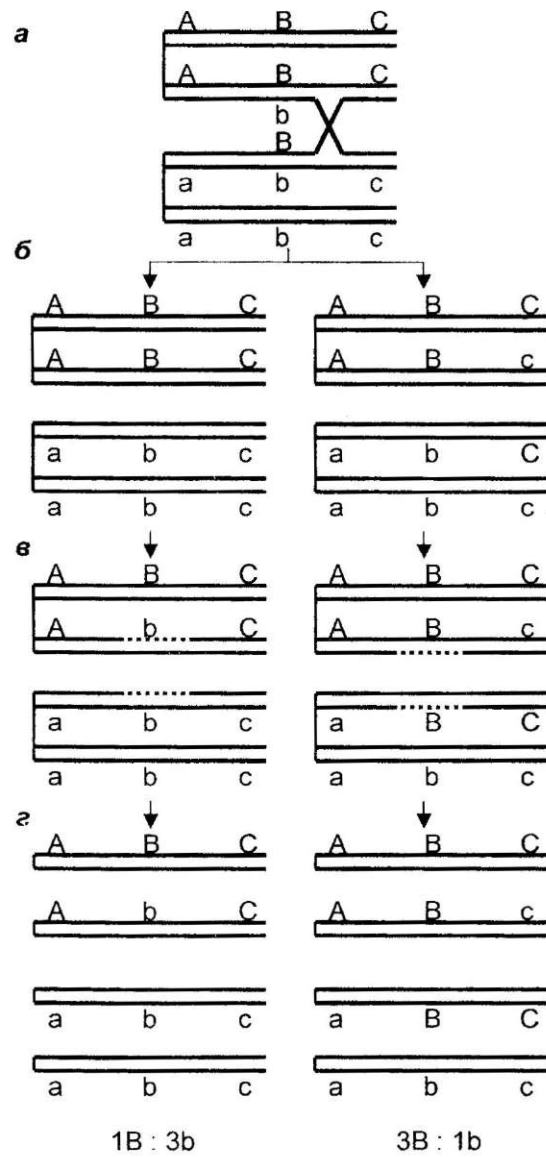 а
A B C
A B C
b
B
a b c
a b c
б
A B C A B C
A B C A B c
a b c a b C
a b c a b c
в
A B C A B C
A b C A B c
a b c a B C
a b c a b c
г
A B C A B C
A b C A B c
a b c a B C
a b c a b c
1B : 3b 3B : 1b